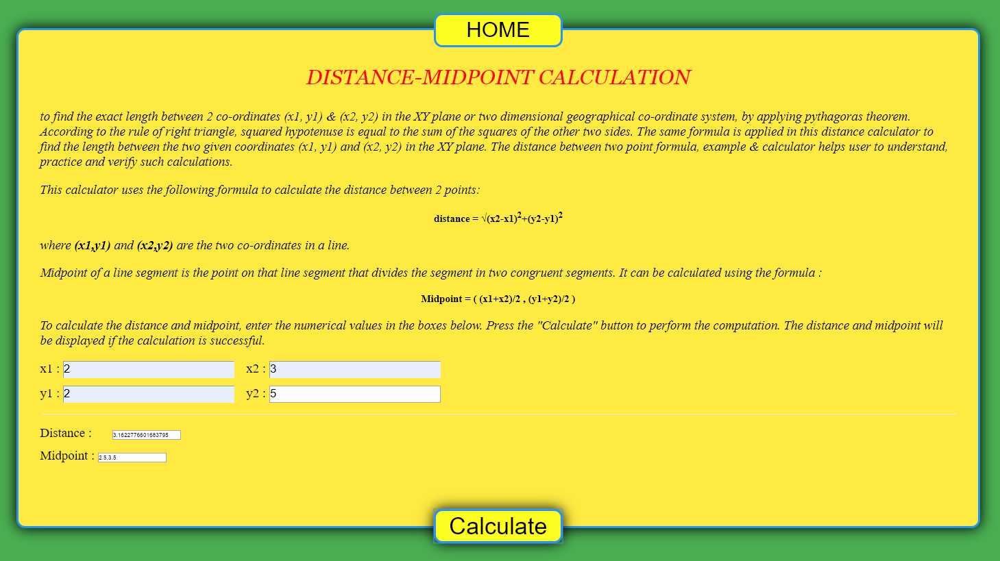 HOME
DISTANCE-MIDPOINT CALCULATION
to find the exact length between 2 co-ordinates (x1, y1) & (x2, y2) in the XY plane or two dimensional geographical co-ordinate system, by applying pythagoras theorem.
According to the rule of right triangle, squared hypotenuse is equal to the sum of the squares of the other two sides. The same formula is applied in this distance calculator to
find the length between the two given coordinates (x1, y1) and (x2, y2) in the XY plane. The distance between two point formula, example & calculator helps user to understand,
practice and verify such calculations.
This calculator uses the following formula to calculate the distance between 2 points:
distance = √(x2-x1)²+(y2-y1)²
where (x1,y1) and (x2,y2) are the two co-ordinates in a line.
Midpoint of a line segment is the point on that line segment that divides the segment in two congruent segments. It can be calculated using the formula :
Midpoint = ( (x1+x2)/2 , (y1+y2)/2 )
To calculate the distance and midpoint, enter the numerical values in the boxes below. Press the "Calculate" button to perform the computation. The distance and midpoint will
be displayed if the calculation is successful.
x1 : 2 x2 : 3
y1 : 2 y2 : 5
Distance : 3.1622776601683795
Midpoint : 2.5,3.5
Calculate